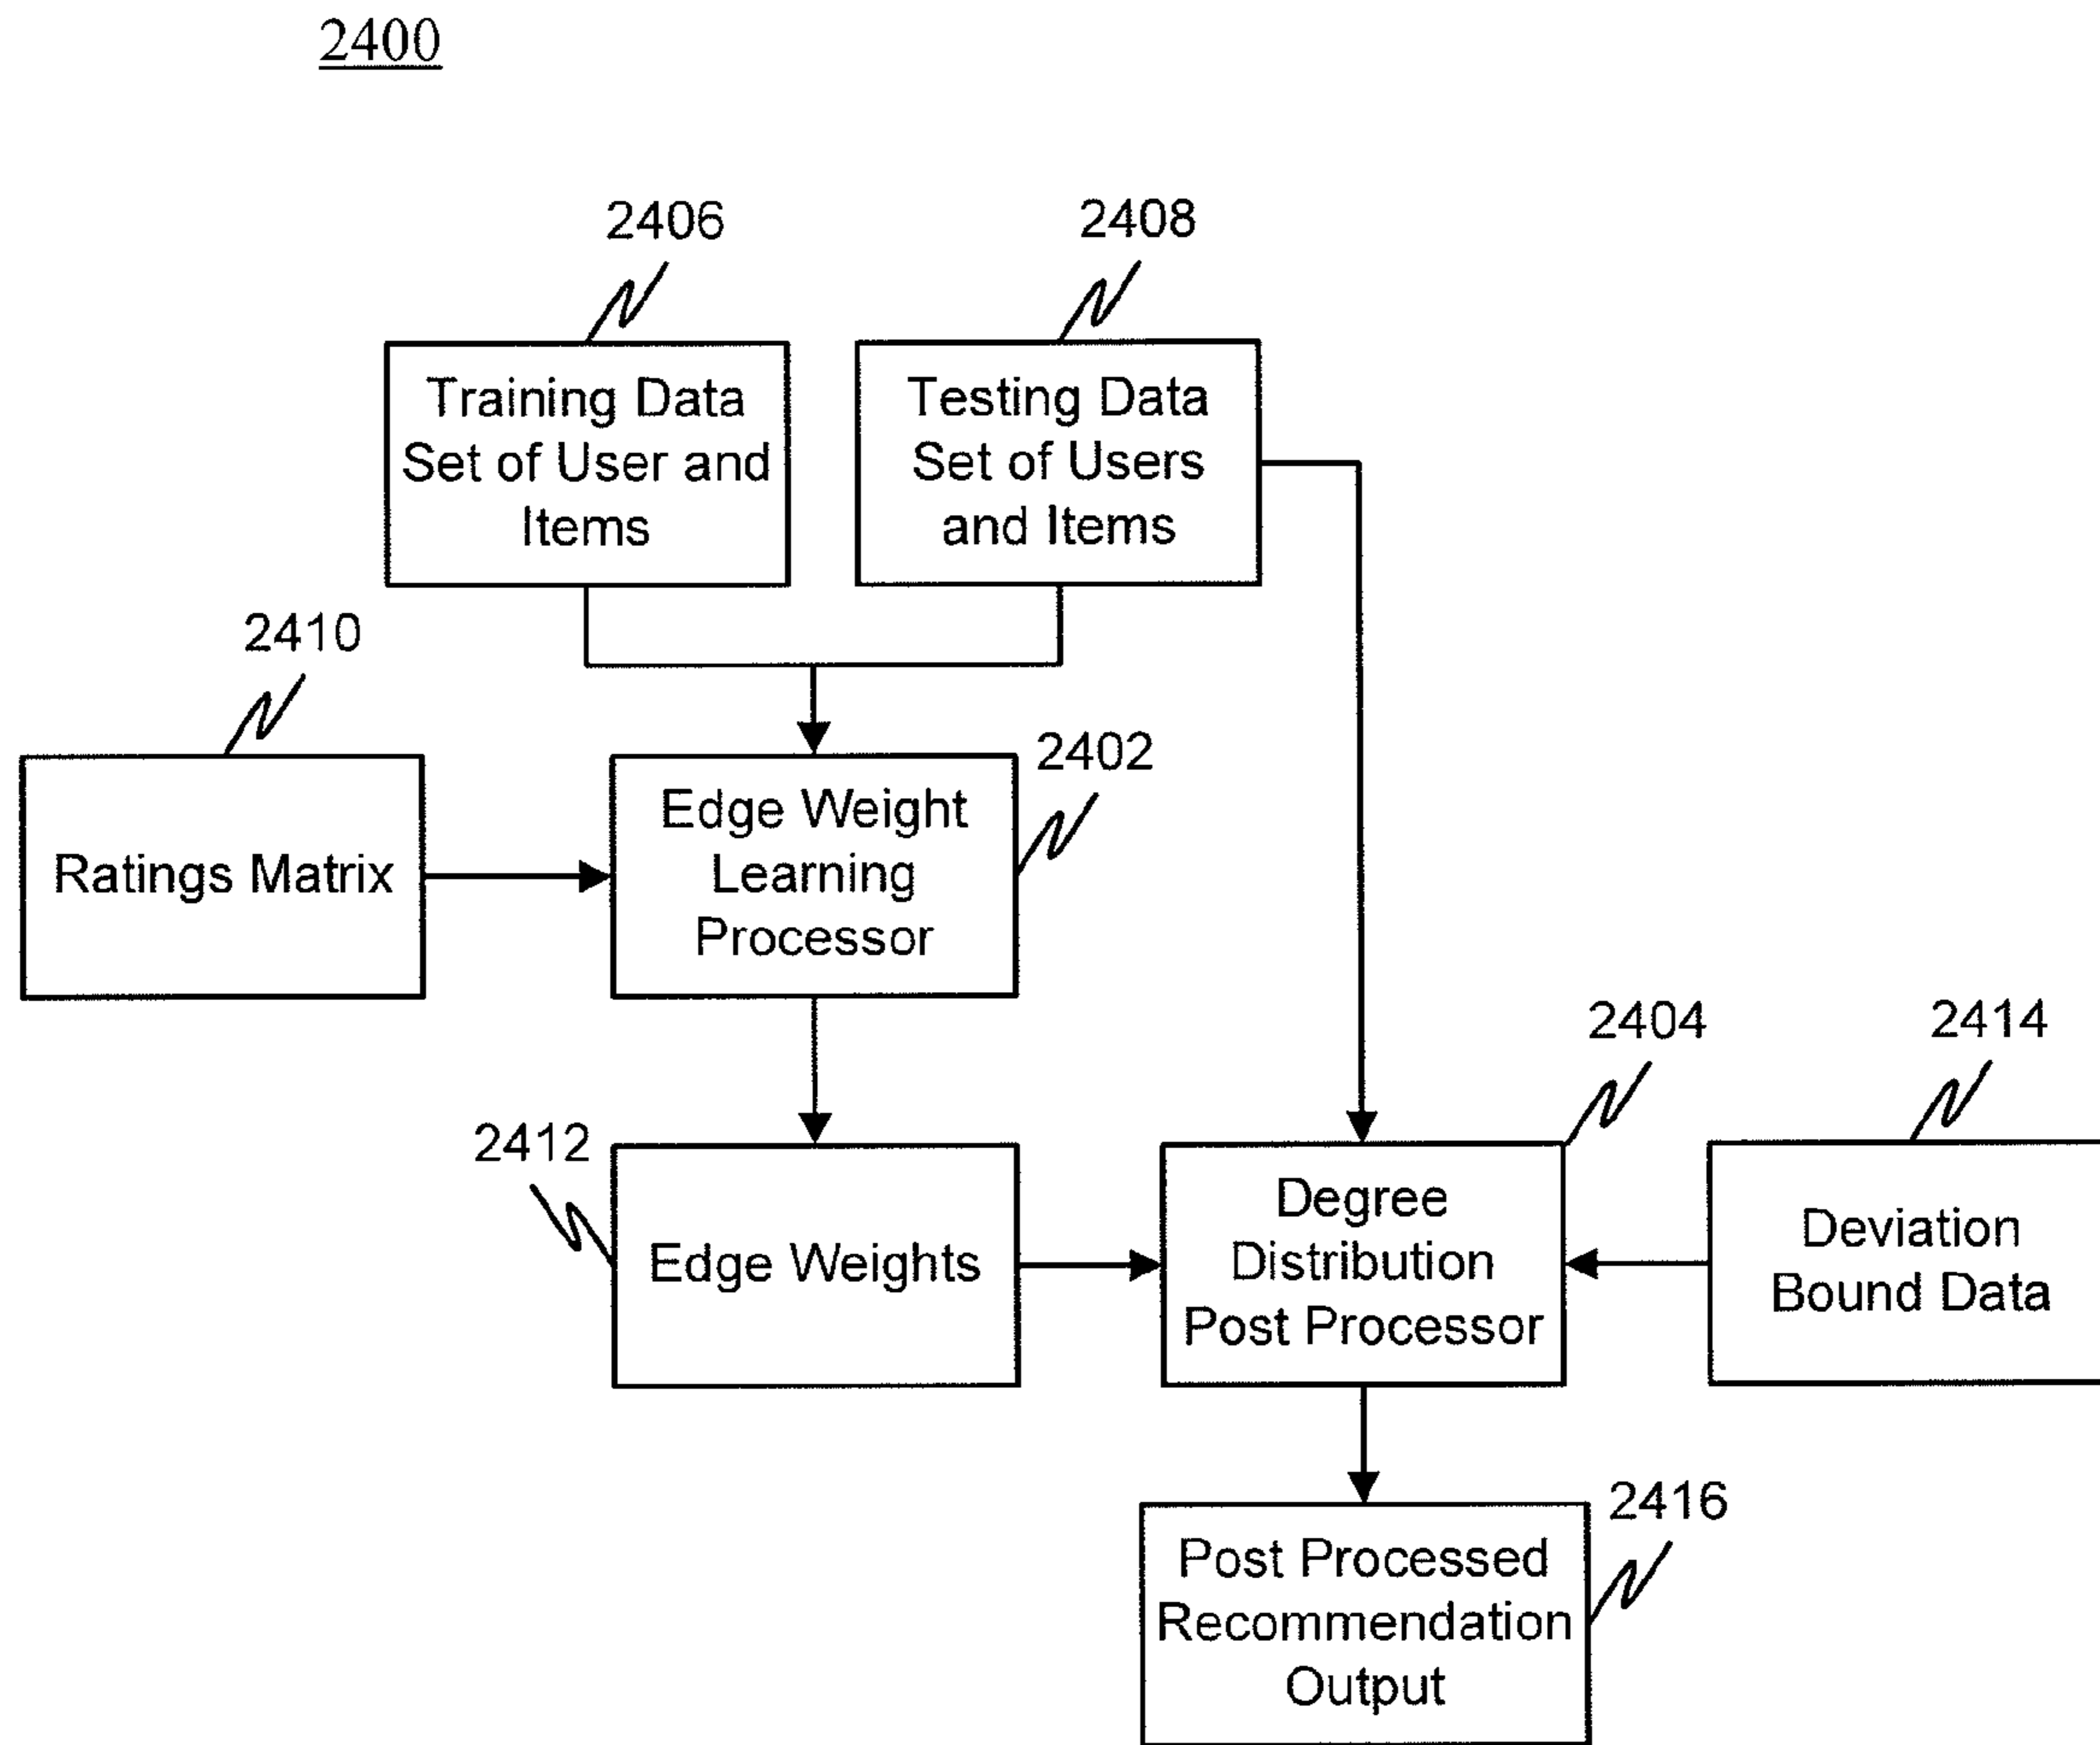 2400
2406
2408
Training Data
Set of User and
Items
Testing Data
Set of Users
and Items
2410
2402
Ratings Matrix
Edge Weight
Learning
Processor
2404
2414
2412
Edge Weights
Degree
Distribution
Post Processor
Deviation
Bound Data
2416
Post Processed
Recommendation
Output